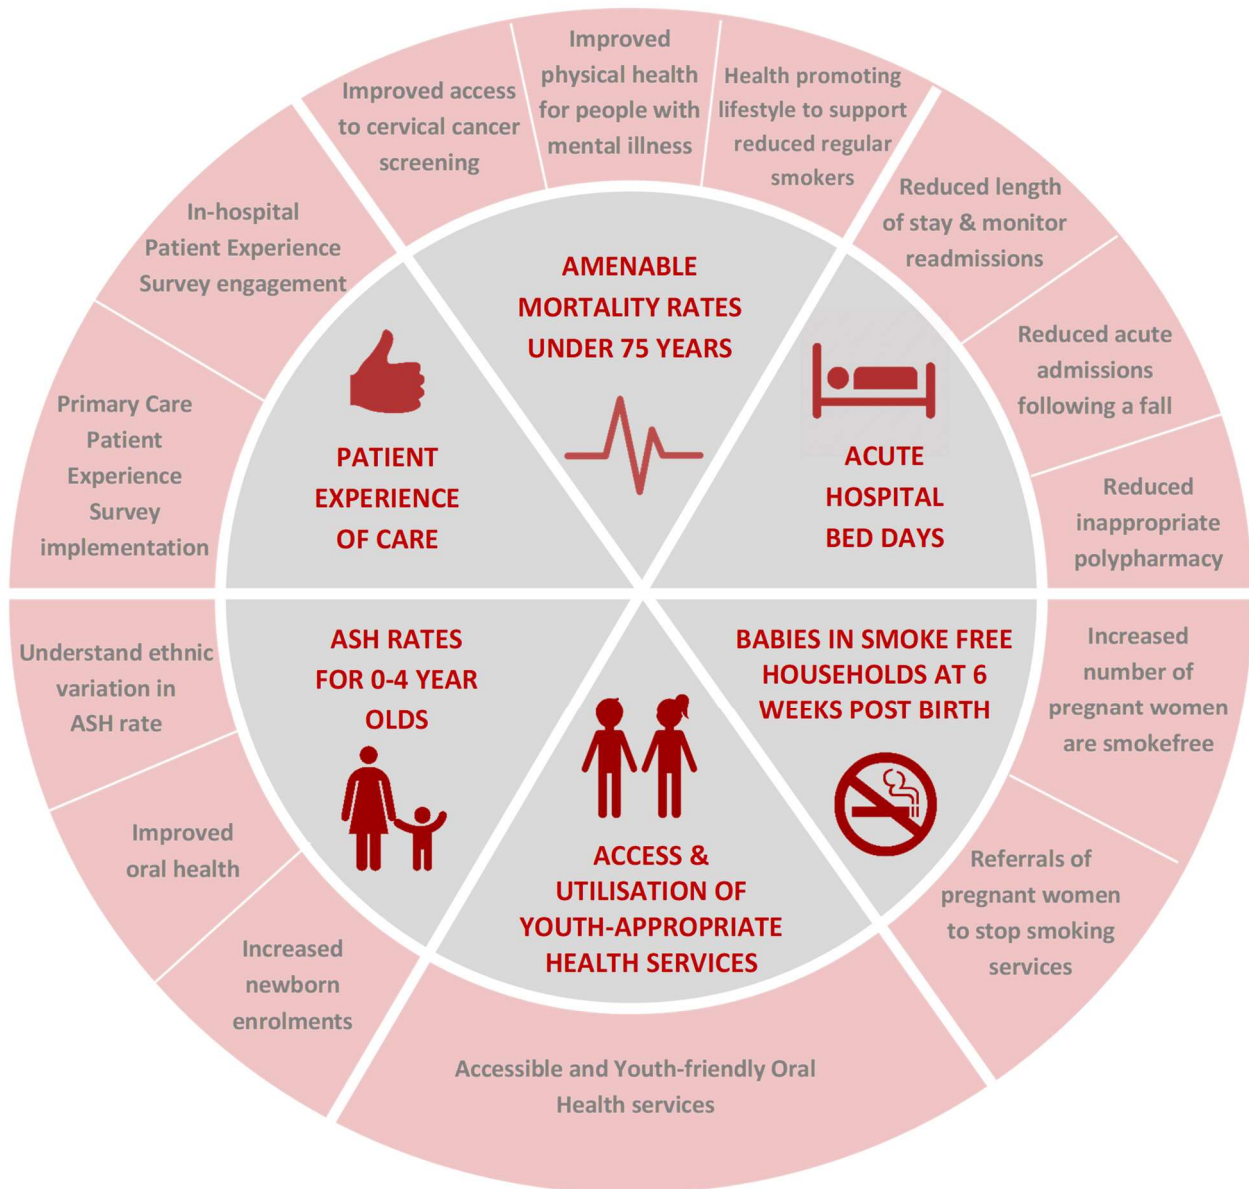 Improved access
to cervical cancer
screening
Improved
physical health
for people with
mental illness
Health promoting
lifestyle to support
reduced regular
smokers
Reduced length
of stay & monitor
readmissions
Reduced acute
admissions
following a fall
Reduced
inappropriate
polypharmacy
In-hospital
Patient Experience
Survey engagement
Primary Care
Patient
Experience
Survey
implementation
AMENABLE
MORTALITY RATES
UNDER 75 YEARS
PATIENT
EXPERIENCE
OF CARE
ACUTE
HOSPITAL
BED DAYS
ASH RATES
FOR 0-4 YEAR
OLDS
BABIES IN SMOKE FREE
HOUSEHOLDS AT 6
WEEKS POST BIRTH
ACCESS &
UTILISATION OF
YOUTH-APPROPRIATE
HEALTH SERVICES
Understand ethnic
variation in
ASH rate
Improved
oral health
Increased
newborn
enrolments
Increased
number of
pregnant women
are smokefree
Referrals of
pregnant women
to stop smoking
services
Accessible and Youth-friendly Oral
Health services